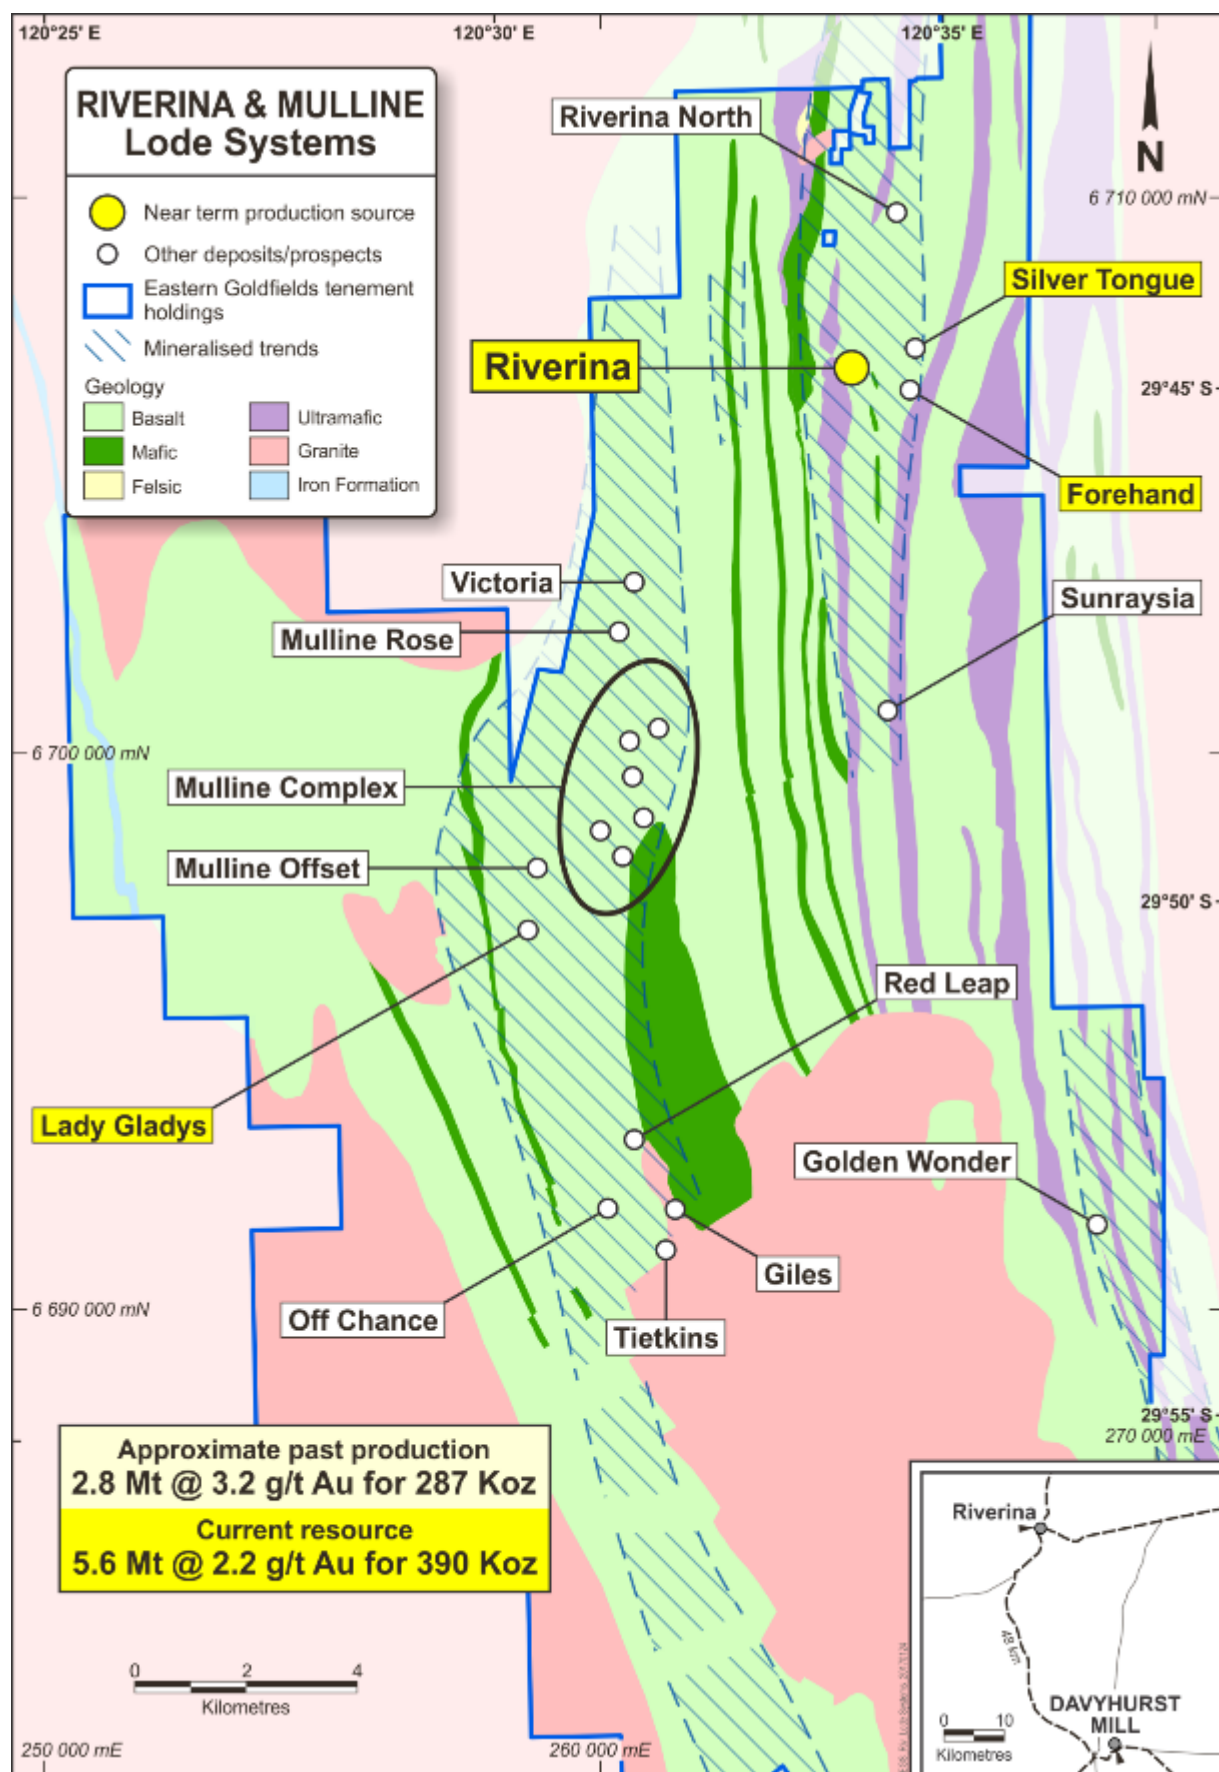 120°25' E
120°30' E
120°35' E
RIVERINA & MULLINE
Lode Systems
Near term production source
Other deposits/prospects
Eastern Goldfields tenement
holdings
Mineralised trends
Geology
Basalt
Ultramafic
Mafic
Granite
Felsic
Iron Formation
Riverina North
N
6 710 000 mN
Silver Tongue
Riverina
29°45' S
Forehand
Victoria
Sunraysia
Mulline Rose
6 700 000 mN
Mulline Complex
Mulline Offset
29°50' S
Red Leap
Lady Gladys
Golden Wonder
Giles
6 690 000 mN
Off Chance
Tietkins
29°55' S
270 000 mE
Approximate past production
2.8 Mt @ 3.2 g/t Au for 287 Koz
Current resource
5.6 Mt @ 2.2 g/t Au for 390 Koz
Riverina
48 km
0 2 4
Kilometres
DAVYHURST
MILL
0 10
Kilometres
250 000 mE
260 000 mE